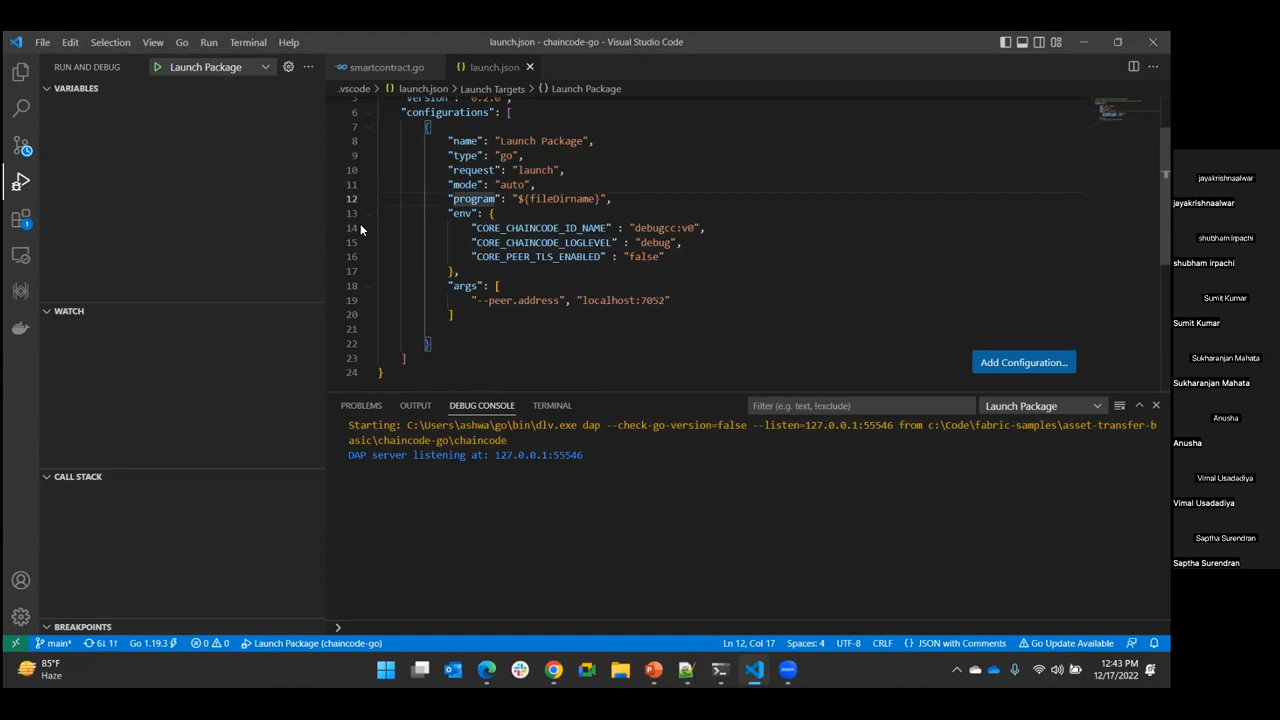 File Edit Selection View Go Run Terminal Help
launch.json - chaincode-go - Visual Studio Code
RUN AND DEBUG
Launch Package
smartcontract.go
launch.json
.vscode > launch.json > Launch Targets > {} Launch Package
VARIABLES
WATCH
CALL STACK
BREAKPOINTS
"version": "0.2.0",
6 "configurations": [
7 {
8 "name": "Launch Package",
9 "type": "go",
10 "request": "launch",
11 "mode": "auto",
12 "program": "${fileDirname}",
13 "env": {
14 "CORE_CHAINCODE_ID_NAME" : "debugcc:v0",
15 "CORE_CHAINCODE_LOGLEVEL" : "debug",
16 "CORE_PEER_TLS_ENABLED" : "false"
17 },
18 "args": [
19 "--peer.address", "localhost:7052"
20 ]
21
22 }
23 ]
24 }
Add Configuration...
PROBLEMS OUTPUT DEBUG CONSOLE TERMINAL
Filter (e.g. text, !exclude)
Launch Package
Starting: C:\Users\ashwa\go\bin\dlv.exe dap --check-go-version=false --listen=127.0.0.1:55546 from c:\Code\fabric-samples\asset-transfer-b
asic\chaincode-go\chaincode
DAP server listening at: 127.0.0.1:55546
main* 6↓ 1↑ Go 1.19.3 0 0 Launch Package (chaincode-go)
Ln 12, Col 17 Spaces: 4 UTF-8 CRLF {} JSON with Comments Go Update Available
85°F
Haze
12:43 PM
12/17/2022
jayakrishnaalwar
jayakrishnaalwar
shubham irpachi
shubham irpachi
Sumit Kumar
Sumit Kumar
Sukharanjan Mahata
Sukharanjan Mahata
Anusha
Anusha
Vimal Usadadiya
Vimal Usadadiya
Saptha Surendran
Saptha Surendran